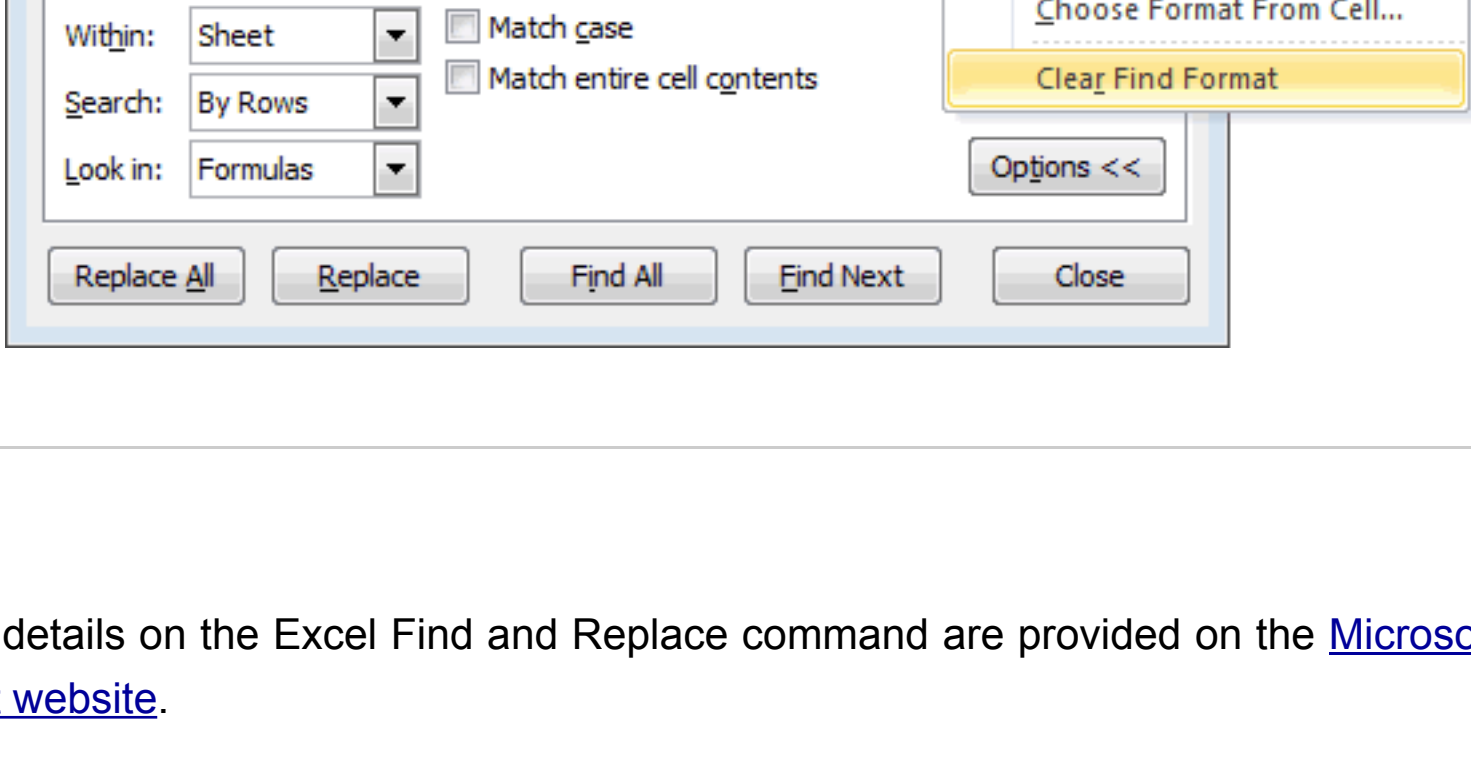 Choose Format From Cell...
Within: Sheet Match case
Clear Find Format
Match entire cell contents
Search: By Rows
Look in: Formulas Options <<
Replace All Replace Find All Find Next Close
details on the Excel Find and Replace command are provided on the
website.